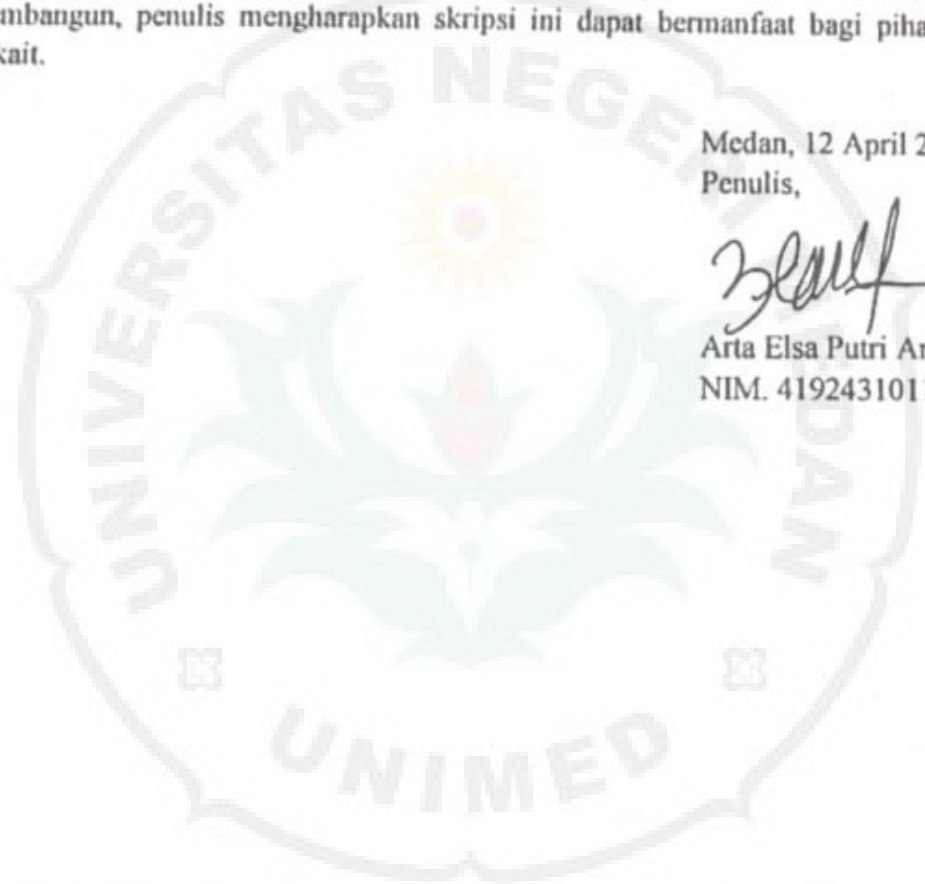 mbangun, penulis mengharapkan skripsi ini dapat bermanfaat bagi piha
kait.
Medan, 12 April 2
Penulis,
Arta Elsa Putri Ar
NIM. 419243101
UNIVERSITAS NEGERI MEDAN
UNIMED